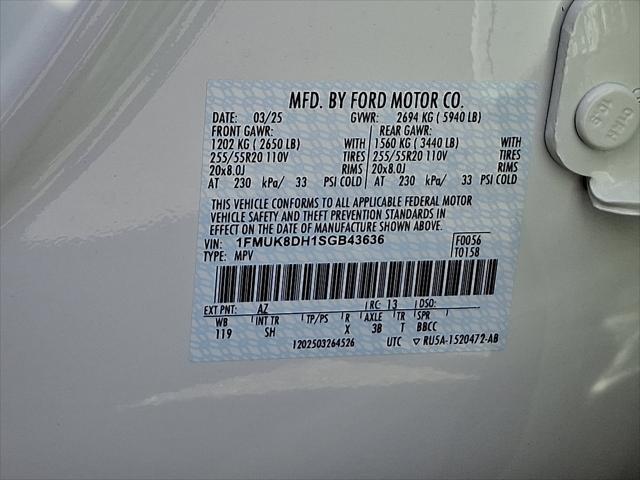 MFD. BY FORD MOTOR CO.
DATE: 03/25 GVWR: 2694 KG ( 5940 LB)
FRONT GAWR: REAR GAWR:
1202 KG ( 2650 LB) WITH 1560 KG ( 3440 LB) WITH
255/55R20 110V TIRES 255/55R20 110V TIRES
20x8.0J RIMS 20x8.0J RIMS
AT 230 kPa/ 33 PSI COLD AT 230 kPa/ 33 PSI COLD
THIS VEHICLE CONFORMS TO ALL APPLICABLE FEDERAL MOTOR
VEHICLE SAFETY AND THEFT PREVENTION STANDARDS IN
EFFECT ON THE DATE OF MANUFACTURE SHOWN ABOVE.
VIN: 1FMUK8DH1SGB43636 F0056
TYPE: MPV T0158
EXT PNT: AZ RC: 13 DSO:
WB INT TR TP/PS R AXLE TR SPR
119 SH X 3B T BBCC
1202503264526 UTC ▽ RU5A-1520472-AB